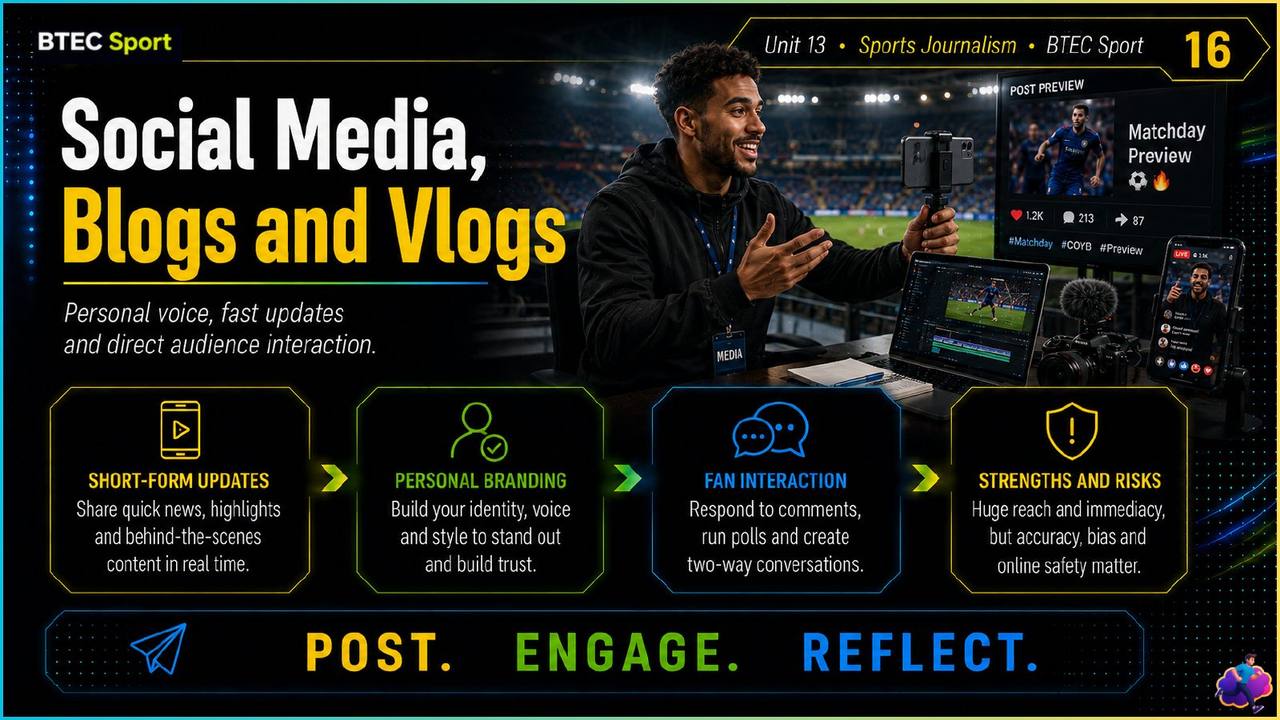 BTEC Sport
Unit 13 • Sports Journalism • BTEC Sport
16
Social Media,
Blogs and Vlogs
Personal voice, fast updates
and direct audience interaction.
POST PREVIEW
Matchday
Preview
1.2K 213 87
#Matchday #COYB #Preview
LIVE
MEDIA
SHORT-FORM UPDATES
Share quick news, highlights
and behind-the-scenes
content in real time.
PERSONAL BRANDING
Build your identity, voice
and style to stand out
and build trust.
FAN INTERACTION
Respond to comments,
run polls and create
two-way conversations.
STRENGTHS AND RISKS
Huge reach and immediacy,
but accuracy, bias and
online safety matter.
POST. ENGAGE. REFLECT.